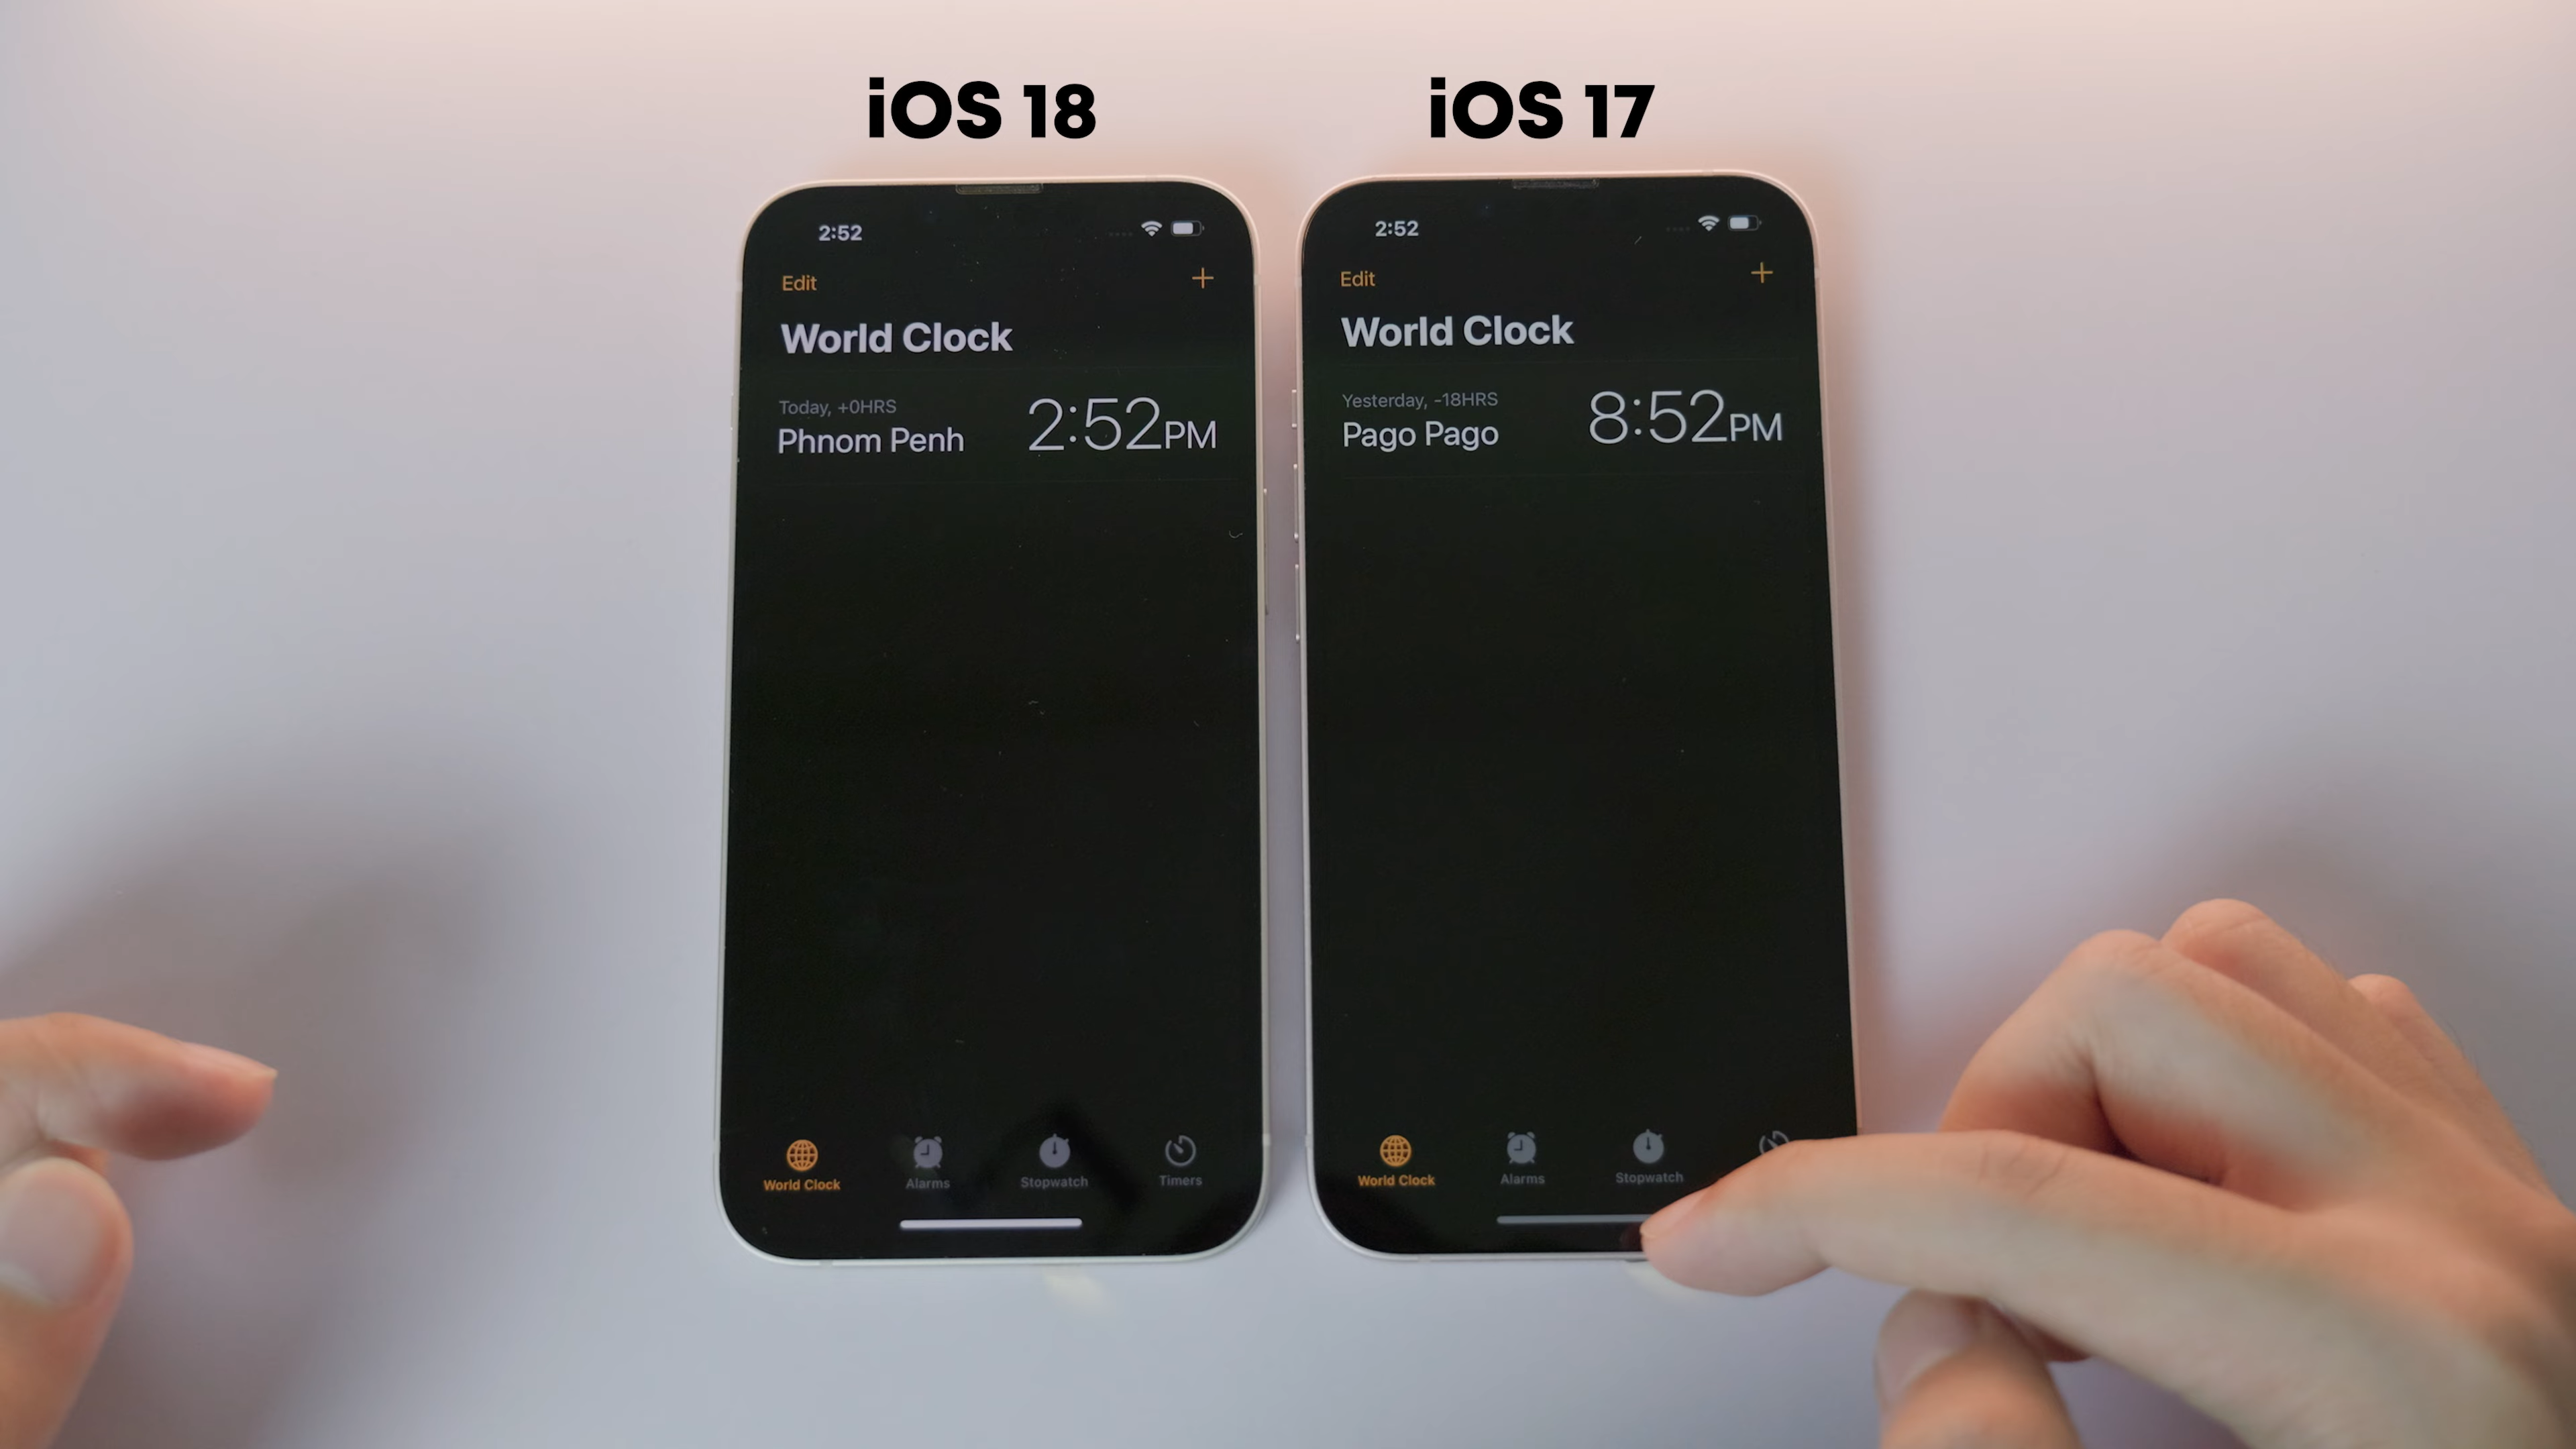 iOS 18
2:52
Edit
+
World Clock
Today, +0HRS
Phnom Penh
2:52PM
World Clock
Alarms
Stopwatch
Timers
iOS 17
2:52
Edit
+
World Clock
Yesterday, -18HRS
Pago Pago
8:52PM
World Clock
Alarms
Stopwatch